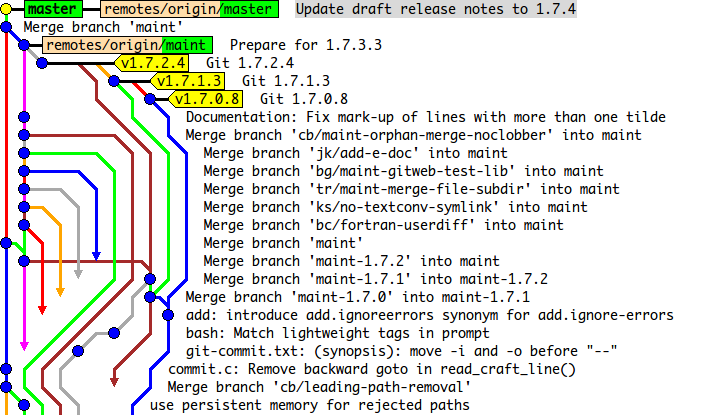 master remotes/origin/master Update draft release notes to 1.7.4
Merge branch 'maint'
remotes/origin/maint Prepare for 1.7.3.3
v1.7.2.4 Git 1.7.2.4
v1.7.1.3 Git 1.7.1.3
v1.7.0.8 Git 1.7.0.8
Documentation: Fix mark-up of lines with more than one tilde
Merge branch 'cb/maint-orphan-merge-noclobber' into maint
Merge branch 'jk/add-e-doc' into maint
Merge branch 'bg/maint-gitweb-test-lib' into maint
Merge branch 'tr/maint-merge-file-subdir' into maint
Merge branch 'ks/no-textconv-symlink' into maint
Merge branch 'bc/fortran-userdiff' into maint
Merge branch 'maint'
Merge branch 'maint-1.7.2' into maint
Merge branch 'maint-1.7.1' into maint-1.7.2
Merge branch 'maint-1.7.0' into maint-1.7.1
add: introduce add.ignoreerrors synonym for add.ignore-errors
bash: Match lightweight tags in prompt
git-commit.txt: (synopsis): move -i and -o before "--"
commit.c: Remove backward goto in read_craft_line()
Merge branch 'cb/leading-path-removal'
use persistent memory for rejected paths